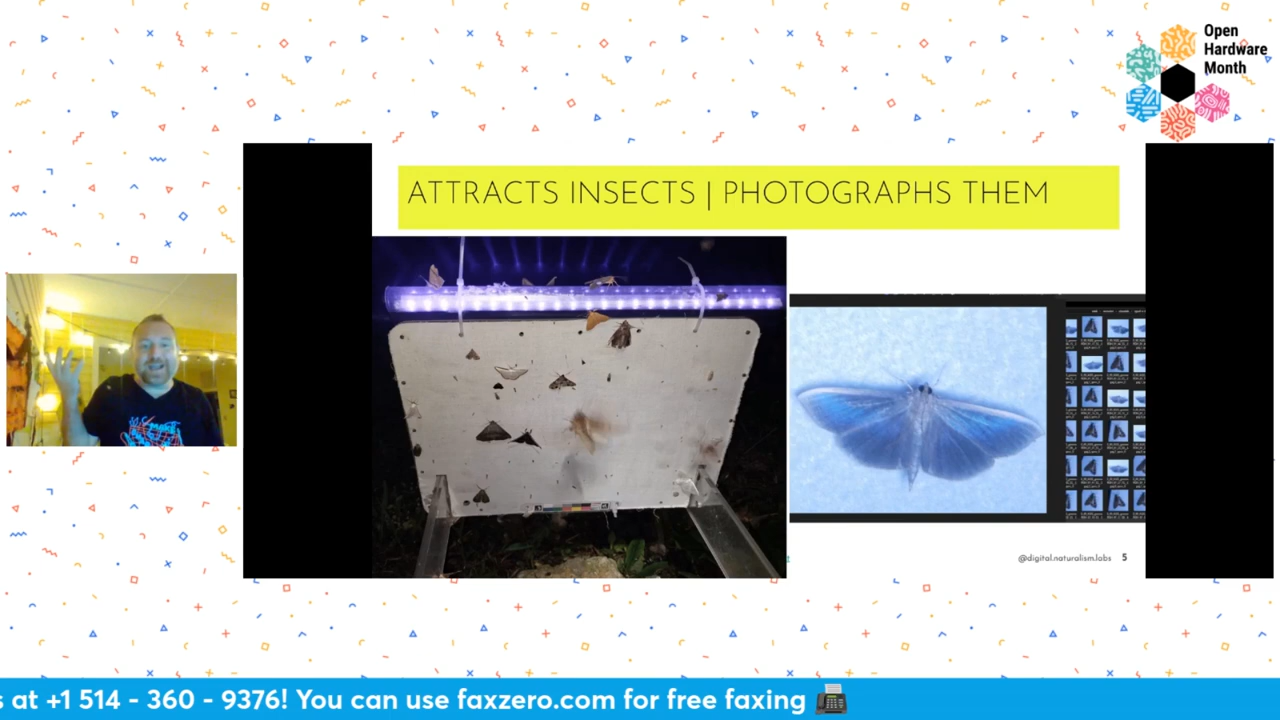 Open
Hardware
Month
ATTRACTS INSECTS | PHOTOGRAPHS THEM
@digital.naturalism.labs 5
s at +1 514 - 360 - 9376! You can use faxzero.com for free faxing